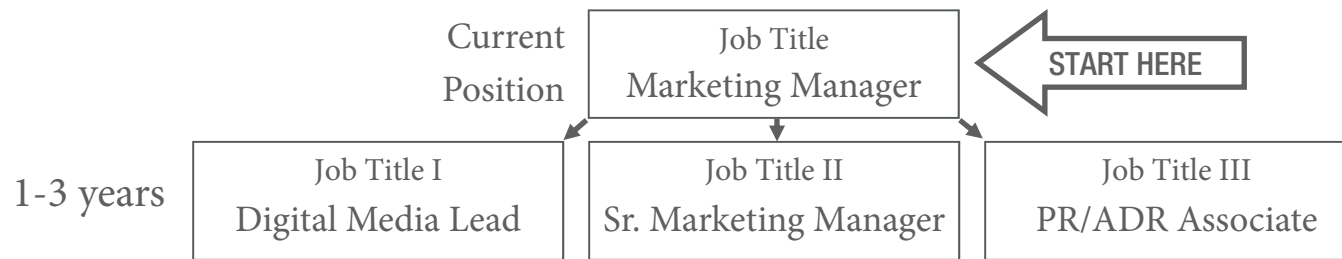 Current
Position
Job Title
Marketing Manager
START HERE
1-3 years
Job Title I
Digital Media Lead
Job Title II
Sr. Marketing Manager
Job Title III
PR/ADR Associate